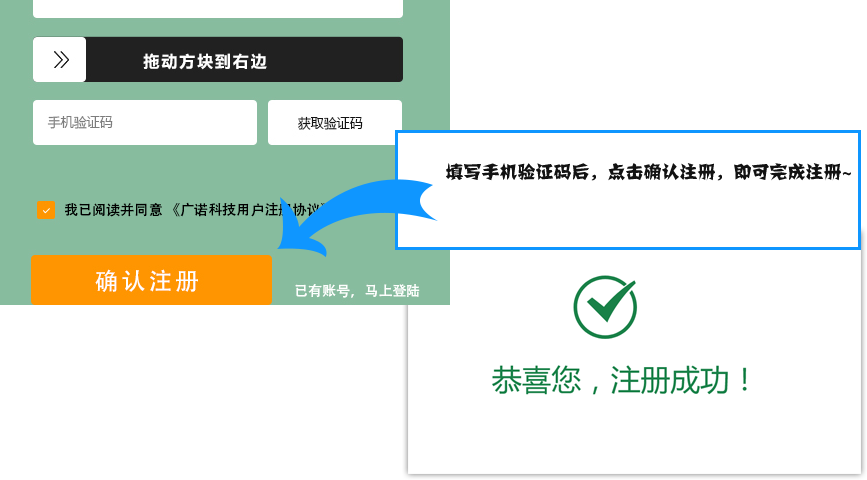 拖动方块到右边
手机验证码
获取验证码
填写手机验证码后，点击确认注册，即可完成注册~
我已阅读并同意 《广诺科技用户注册协议》
确认注册
已有账号，马上登陆
恭喜您，注册成功！